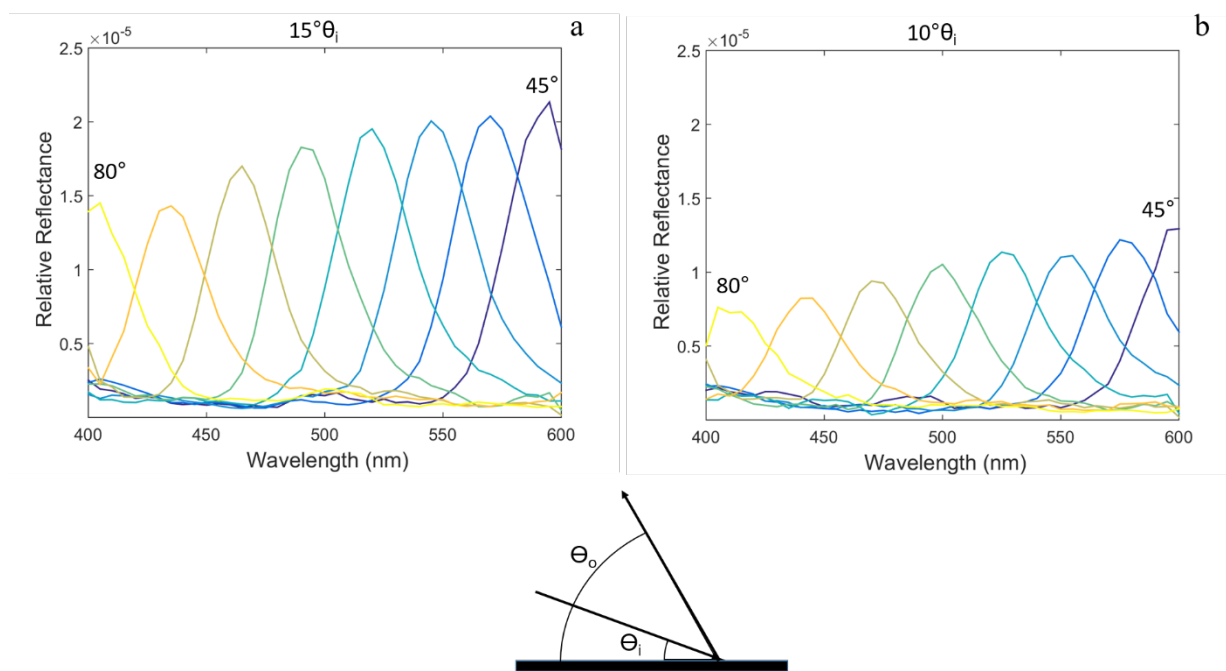 15°θi
a
×10-5
2.5
2
1.5
1
0.5
80°
45°
Relative Reflectance
400
450
500
550
600
Wavelength (nm)
10°θi
b
×10-5
2.5
2
1.5
1
0.5
80°
45°
Relative Reflectance
400
450
500
550
600
Wavelength (nm)
ϴo
ϴi